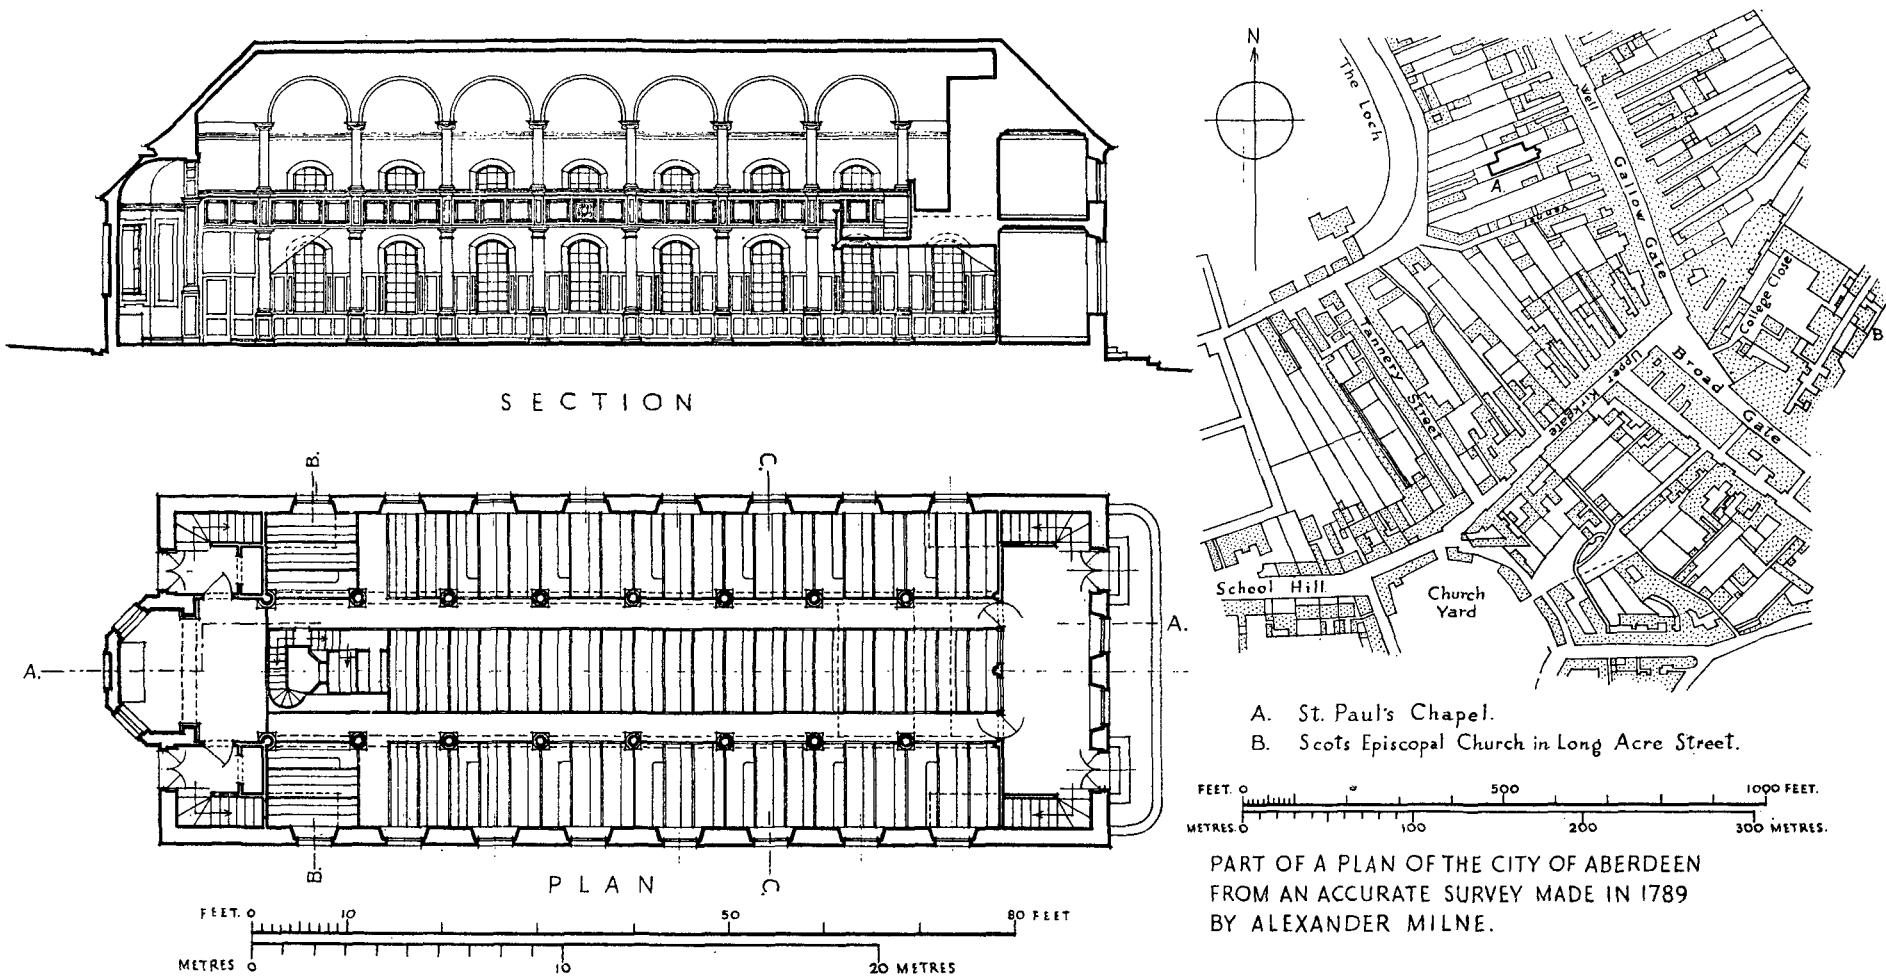 SECTION
B.
C.
A.
A.
B.
C.
PLAN
FEET. 0 10 50 80 FEET
METRES 0 10 20 METRES
N
The Loch
Well
Gallow Gate
A
Vennel
College Close
B
Tannery Street
Upper Kirkgate
Broad Gate
School Hill
Church
Yard
A. St. Paul's Chapel.
B. Scots Episcopal Church in Long Acre Street.
FEET. 0 500 1000 FEET.
METRES. 0 100 200 300 METRES.
PART OF A PLAN OF THE CITY OF ABERDEEN
FROM AN ACCURATE SURVEY MADE IN 1789
BY ALEXANDER MILNE.